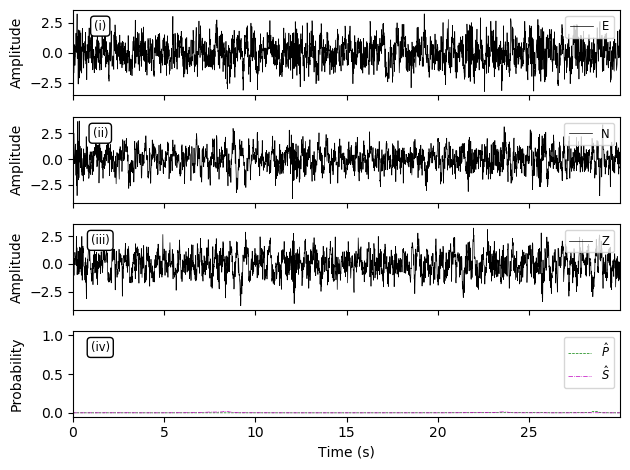 Amplitude
2.5
0.0
−2.5
(i)
E
Amplitude
2.5
0.0
−2.5
(ii)
N
Amplitude
2.5
0.0
−2.5
(iii)
Z
Probability
1.0
0.5
0.0
(iv)
P̂
Ŝ
0 5 10 15 20 25
Time (s)